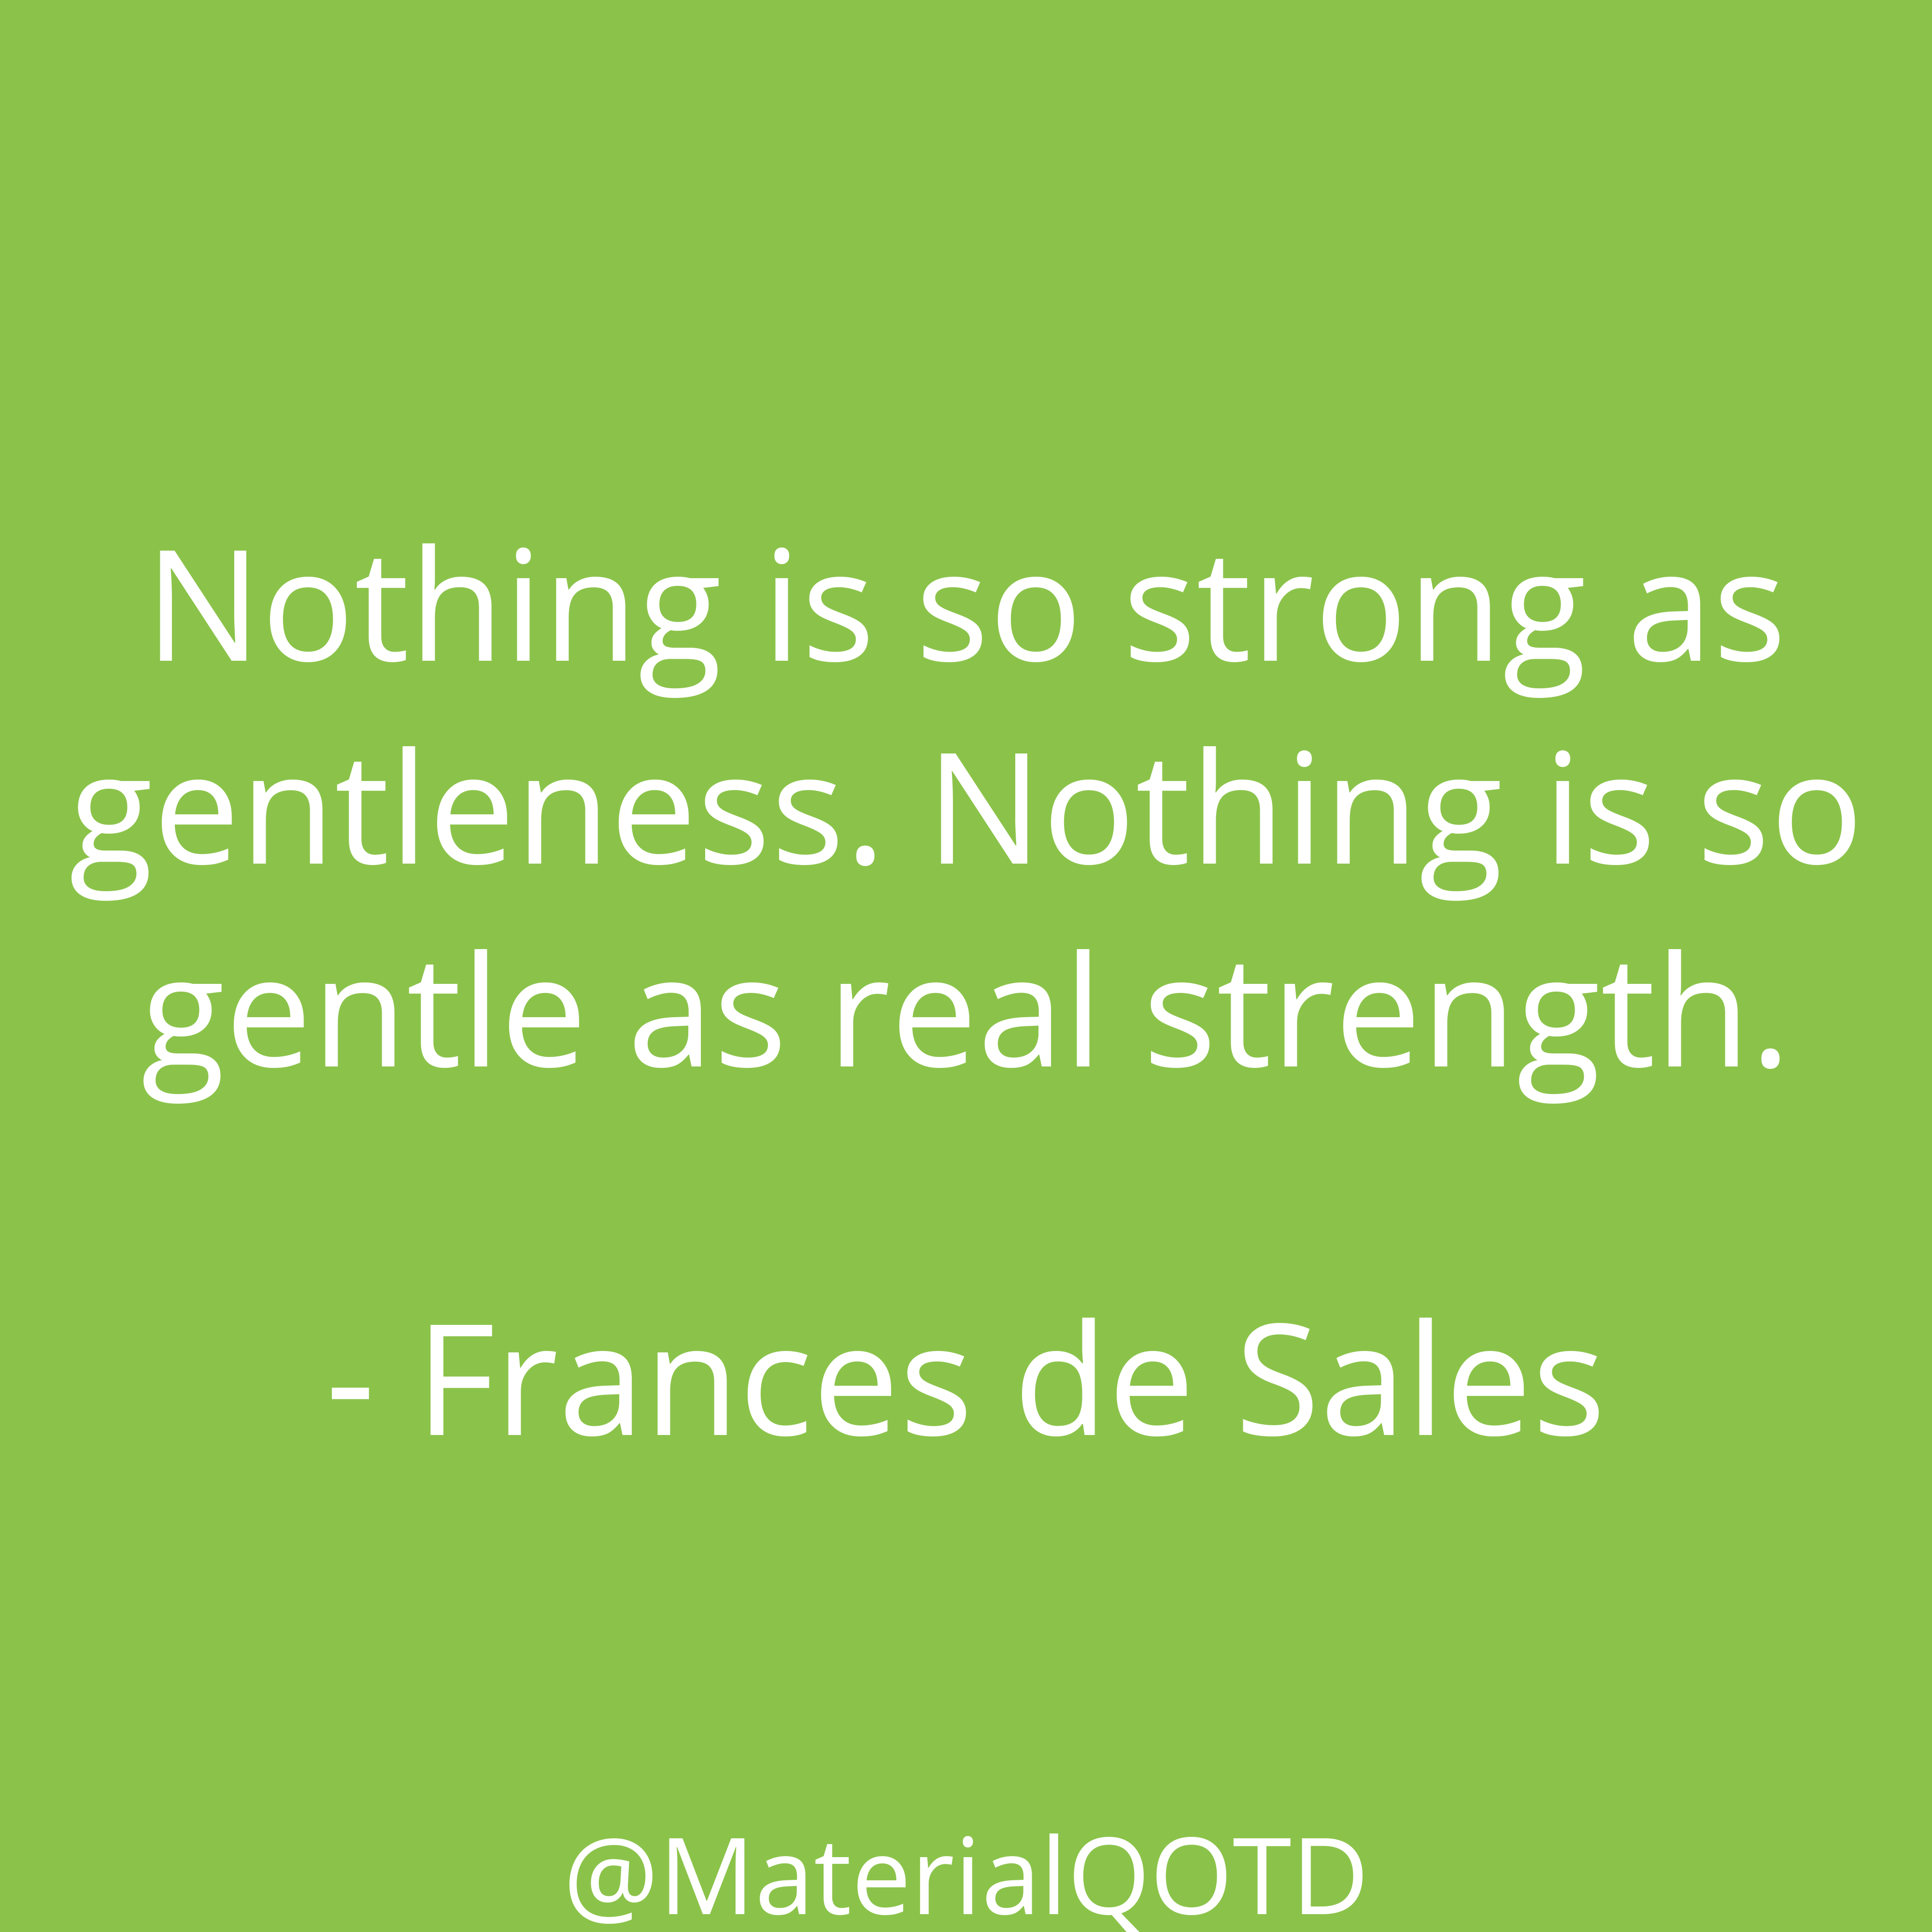 Nothing is so strong as
gentleness. Nothing is so
gentle as real strength.
- Frances de Sales
@MaterialQOTD